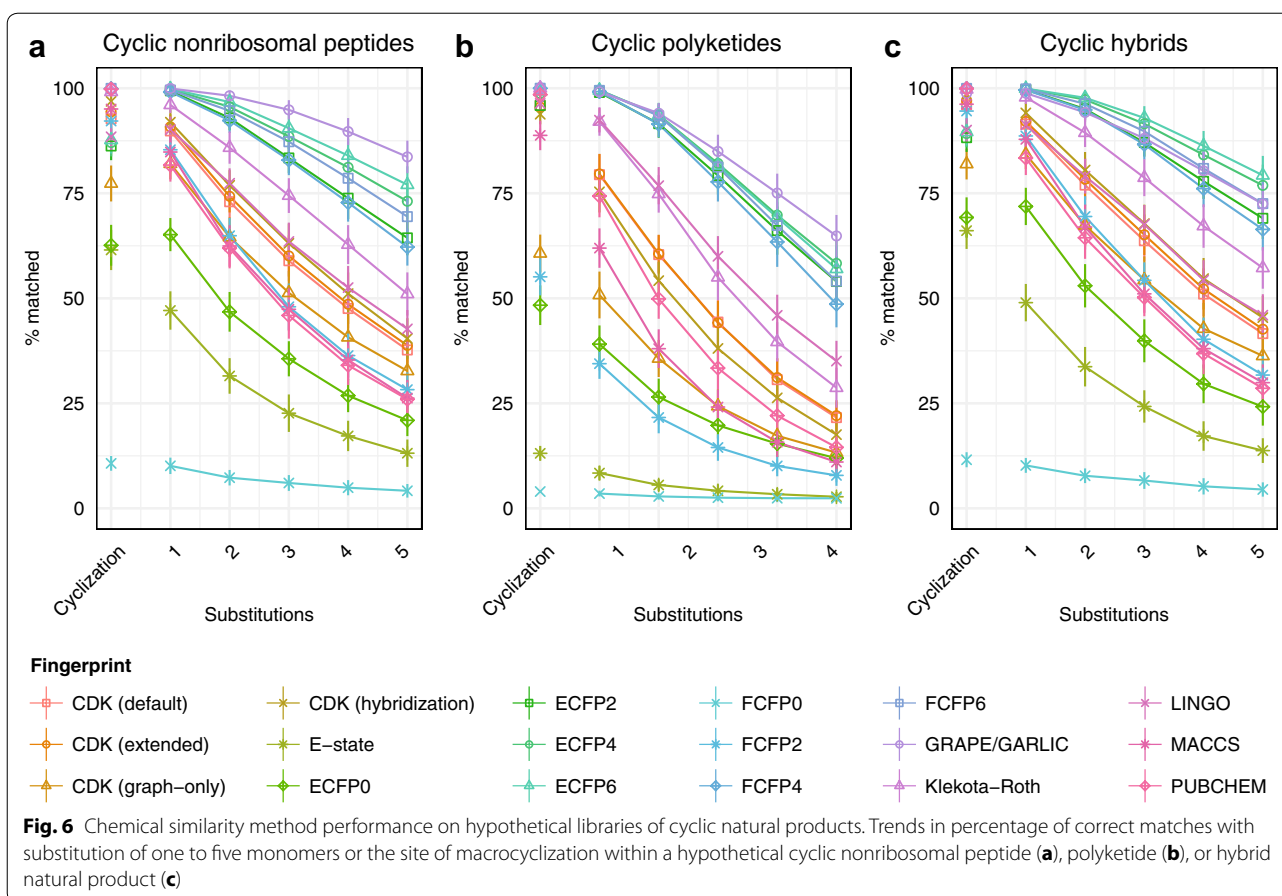 a Cyclic nonribosomal peptides
b Cyclic polyketides
c Cyclic hybrids
% matched
100
75
50
25
0
Cyclization
1
2
3
4
5
Substitutions
% matched
100
75
50
25
0
Cyclization
1
2
3
4
Substitutions
% matched
100
75
50
25
0
Cyclization
1
2
3
4
5
Substitutions
Fingerprint
CDK (default)
CDK (extended)
CDK (graph−only)
CDK (hybridization)
E−state
ECFP0
ECFP2
ECFP4
ECFP6
FCFP0
FCFP2
FCFP4
FCFP6
GRAPE/GARLIC
Klekota−Roth
LINGO
MACCS
PUBCHEM
Fig. 6 Chemical similarity method performance on hypothetical libraries of cyclic natural products. Trends in percentage of correct matches with
substitution of one to five monomers or the site of macrocyclization within a hypothetical cyclic nonribosomal peptide (a), polyketide (b), or hybrid
natural product (c)